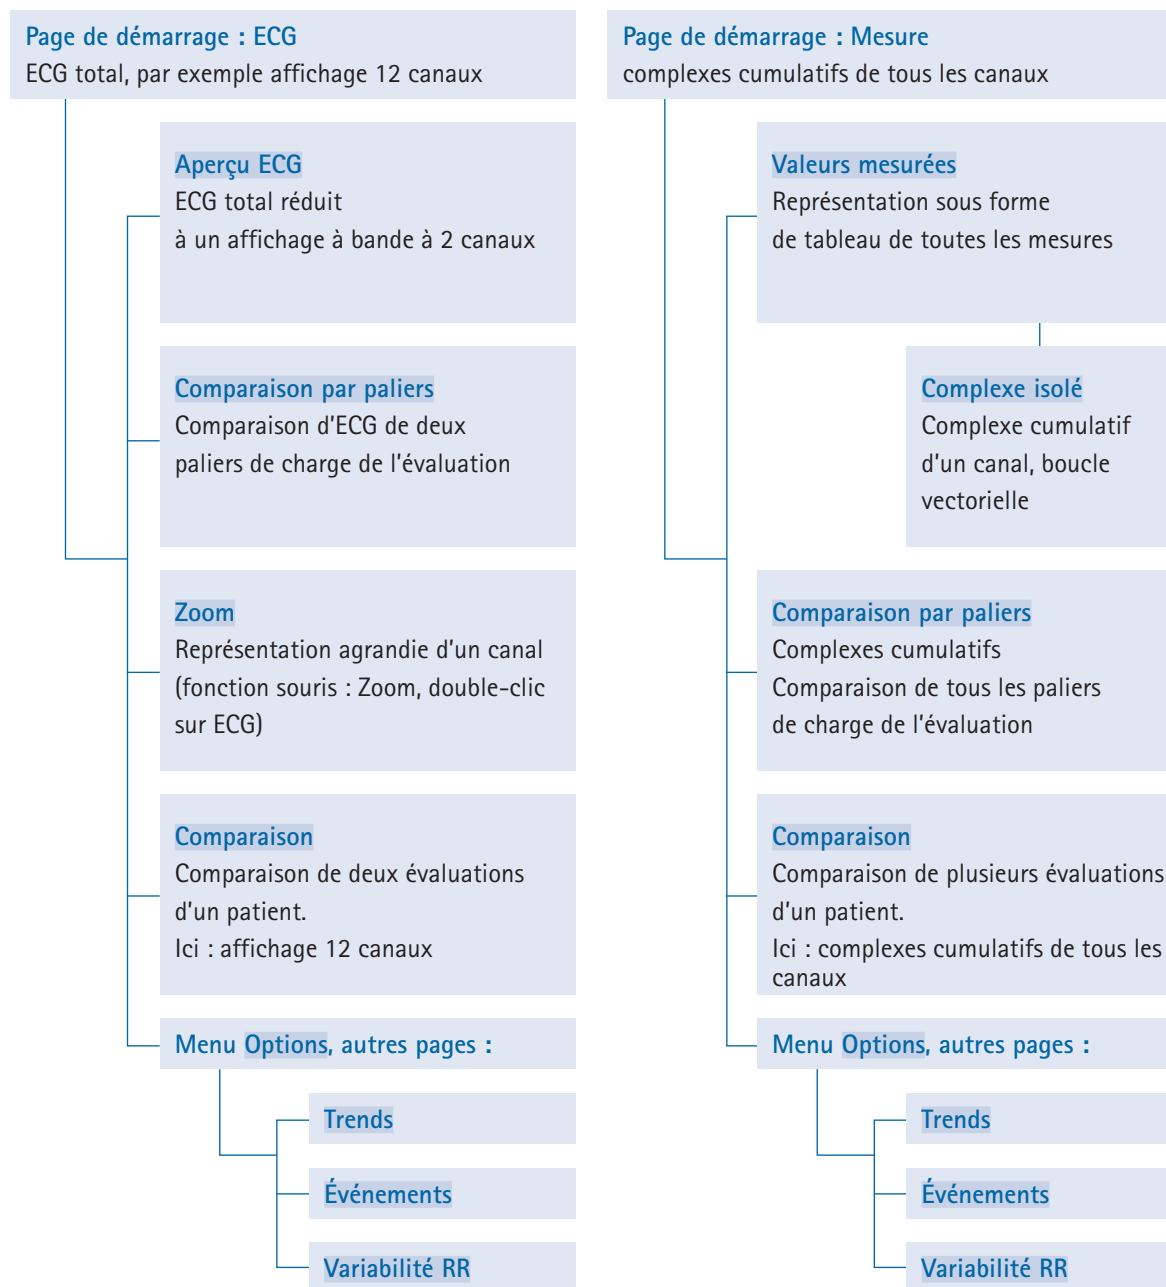 Page de démarrage : ECG
ECG total, par exemple affichage 12 canaux
Aperçu ECG
ECG total réduit
à un affichage à bande à 2 canaux
Comparaison par paliers
Comparaison d'ECG de deux
paliers de charge de l'évaluation
Zoom
Représentation agrandie d'un canal
(fonction souris : Zoom, double-clic
sur ECG)
Comparaison
Comparaison de deux évaluations
d'un patient.
Ici : affichage 12 canaux
Menu Options, autres pages :
Trends
Événements
Variabilité RR
Page de démarrage : Mesure
complexes cumulatifs de tous les canaux
Valeurs mesurées
Représentation sous forme
de tableau de toutes les mesures
Complexe isolé
Complexe cumulatif
d'un canal, boucle
vectorielle
Comparaison par paliers
Complexes cumulatifs
Comparaison de tous les paliers
de charge de l'évaluation
Comparaison
Comparaison de plusieurs évaluations
d'un patient.
Ici : complexes cumulatifs de tous les
canaux
Menu Options, autres pages :
Trends
Événements
Variabilité RR